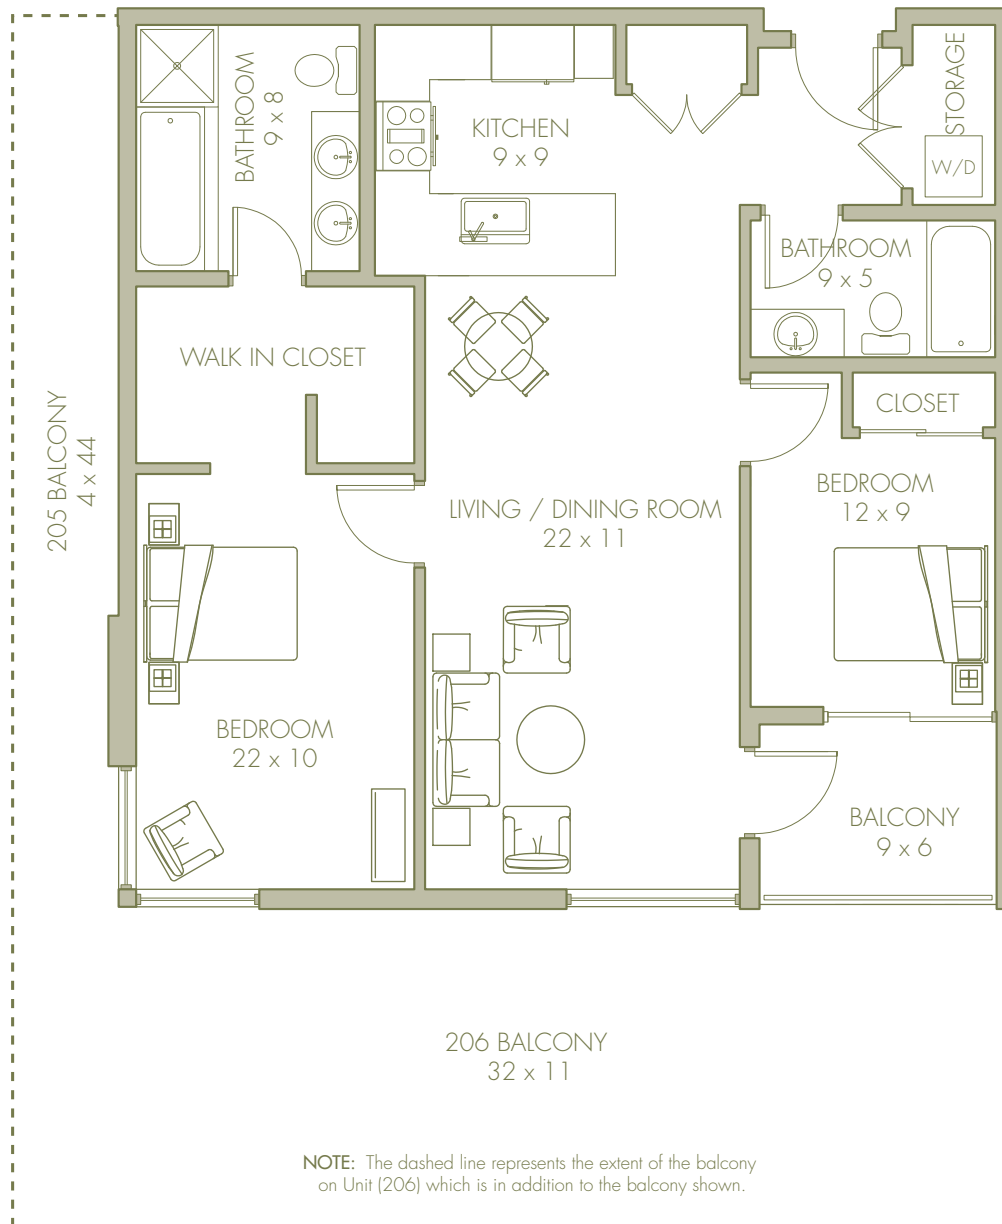 BATHROOM
9 x 8
KITCHEN
9 x 9
STORAGE
W/D
BATHROOM
9 x 5
WALK IN CLOSET
CLOSET
205 BALCONY
4 x 44
LIVING / DINING ROOM
22 x 11
BEDROOM
12 x 9
BEDROOM
22 x 10
BALCONY
9 x 6
206 BALCONY
32 x 11
NOTE: The dashed line represents the extent of the balcony
on Unit (206) which is in addition to the balcony shown.